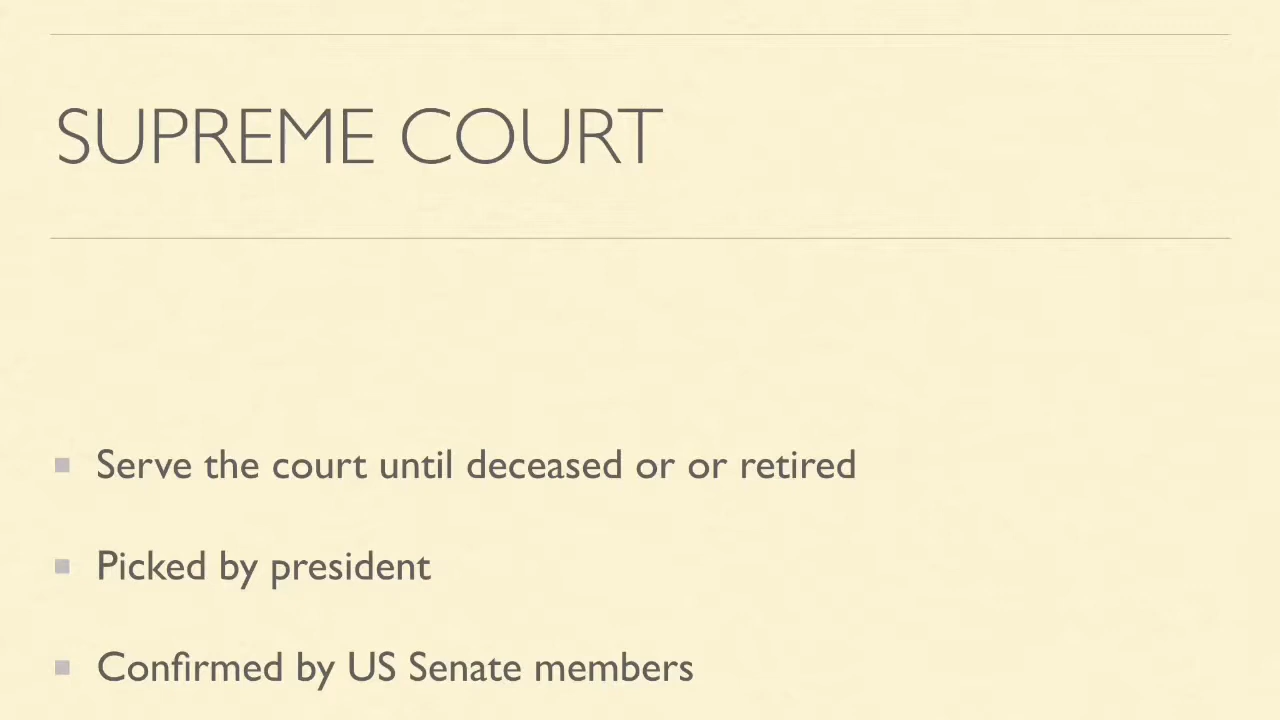 SUPREME COURT
Serve the court until deceased or or retired
Picked by president
Confirmed by US Senate members